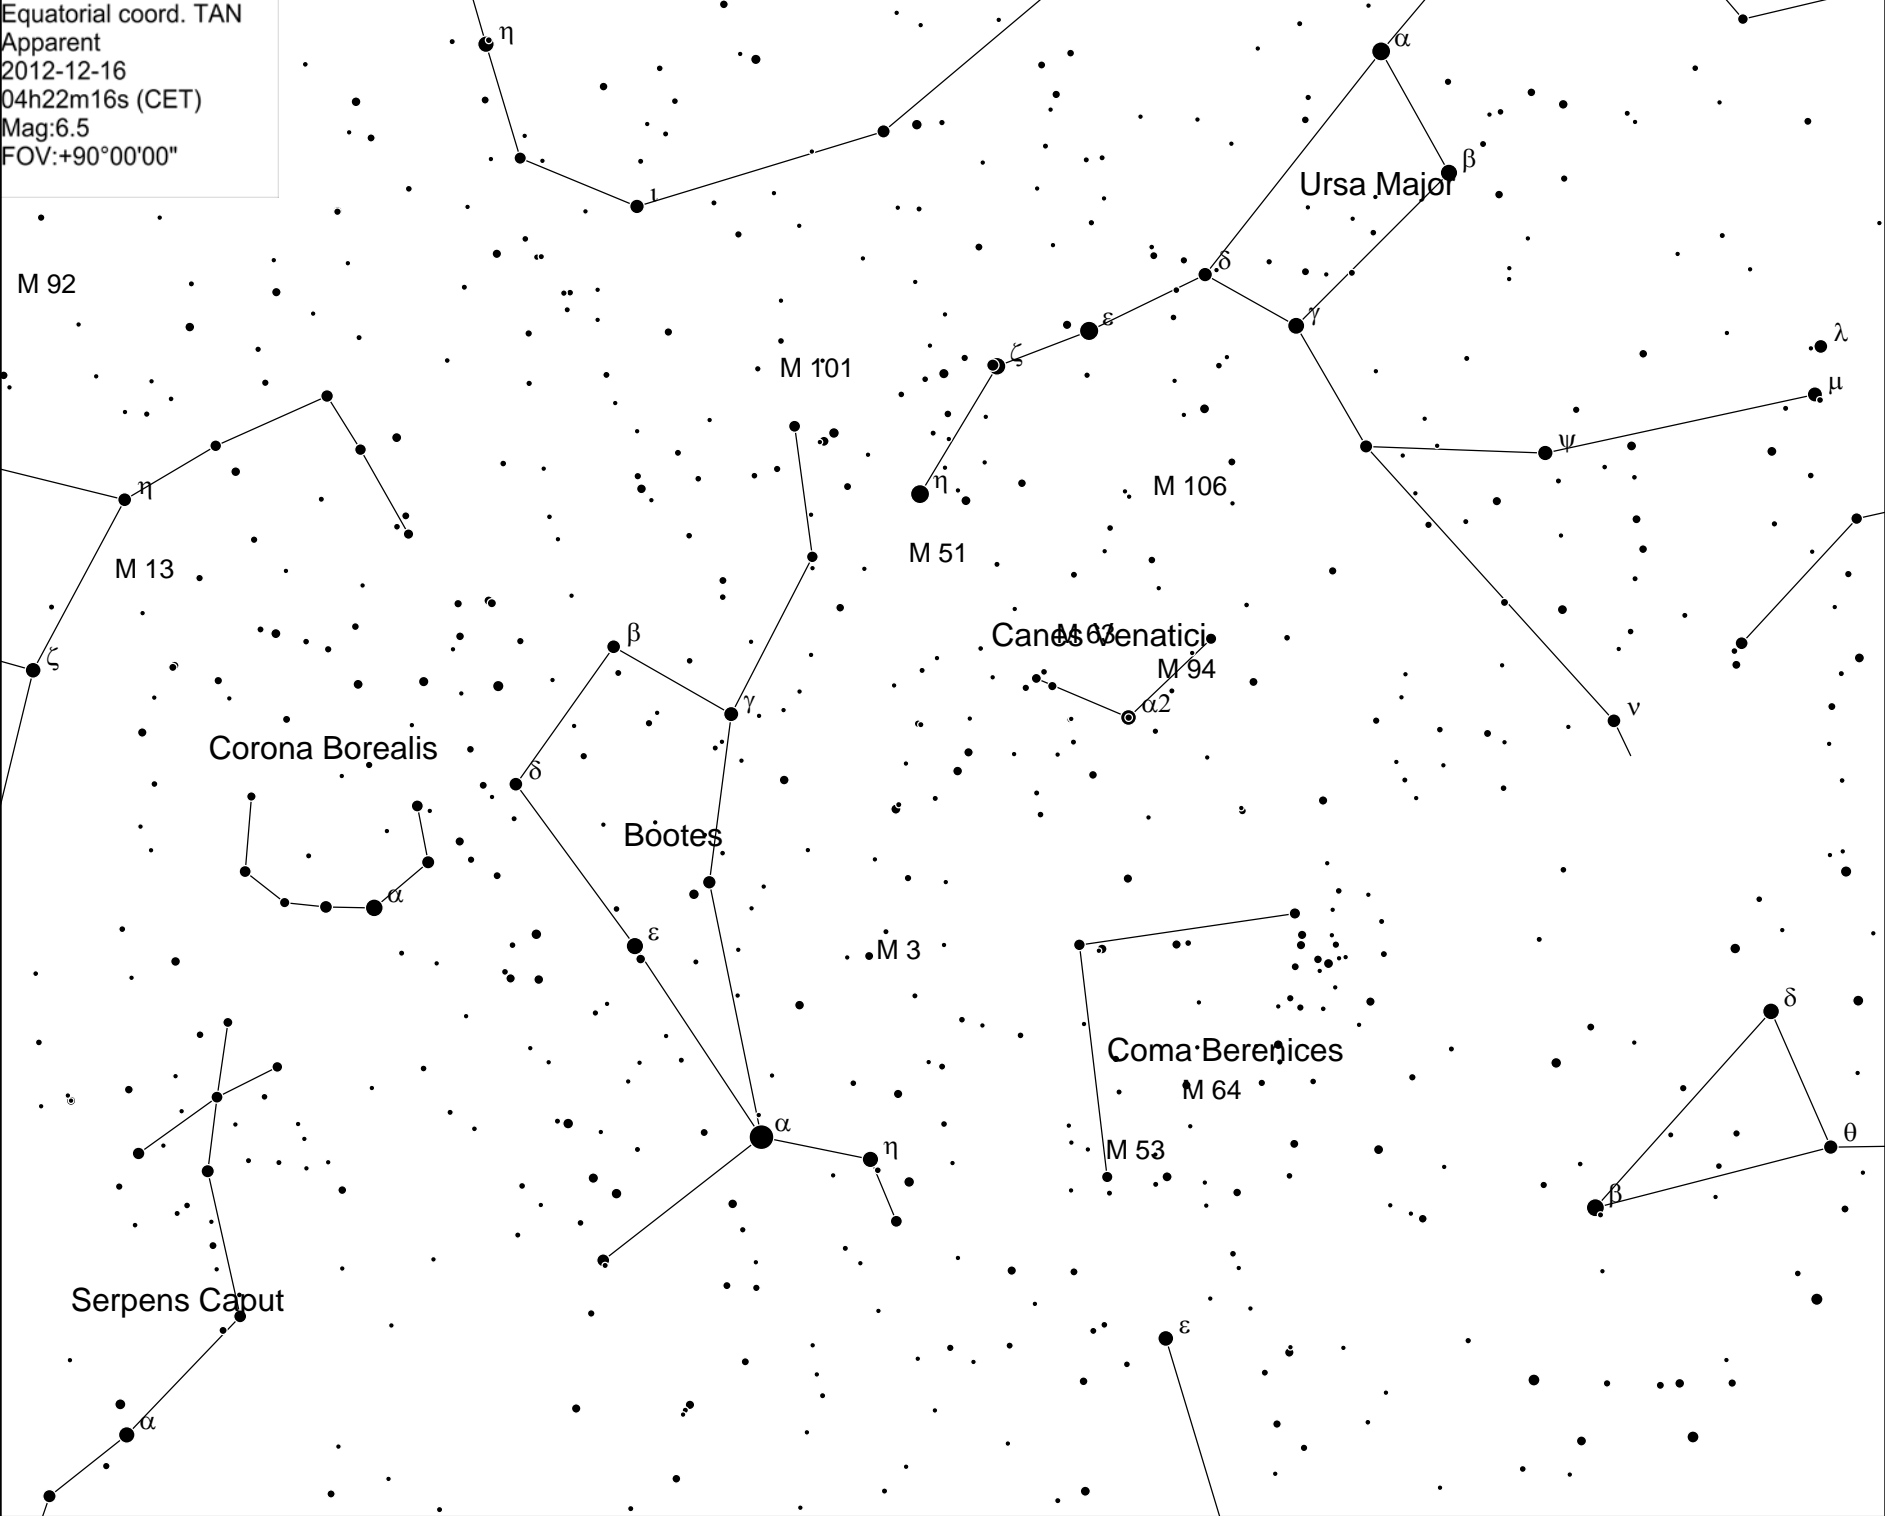 Equatorial coord. TAN
Apparent
2012-12-16
04h22m16s (CET)
Mag:6.5
FOV:+90°00'00"
η
α
β
Ursa Major
ι
δ
M 92
γ
ε
λ
ζ
M 101
μ
ψ
η
η
M 106
M 51
M 13
β
Canes Venatici
M 63
ζ
M 94
α2
γ
ν
Corona Borealis
δ
Bootes
α
ε
M 3
δ
Coma Berenices
M 64
α
θ
η
M 53
β
Serpens Caput
ε
α